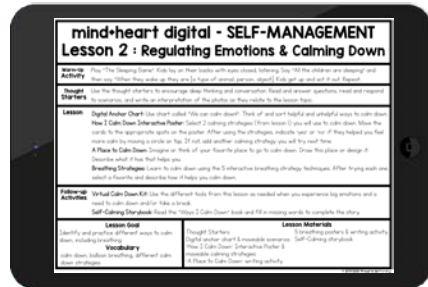 mind+heart digital - SELF-MANAGEMENT
Lesson 2 : Regulating Emotions & Calming Down
Warm-Up Activity
Play "The Sleeping Game". Kids lay on their backs with eyes closed, listening. Say "All the children are sleeping" and
then say "When they wake up they are (a type of animal, person, object). Kids get up and act it out. Repeat.
Thought Starters
Use the thought starters to encourage deep thinking and conversation. Read and answer questions, read and respond
to scenarios, and write an interpretation of the photos as they relate to the lesson topic.
Lesson
Digital Anchor Chart: Use chart called "We can calm down!". Think of and sort helpful and unhelpful ways to calm down.
How I Calm Down Interactive Poster: Select 2 calming strategies (from lesson 1) you will use to calm down. Move the
cards to the appropriate spots on the poster. After using the strategies, indicate 'yes' or 'no' if they helped you feel
more calm by moving a circle on top. If not, add another calming strategy you will try next time.
A Place to Calm Down: Imagine or think of your favorite place to go to calm down. Draw this place or design it.
Describe what it has that helps you.
Breathing Strategies: Learn to calm down using the 5 interactive breathing strategy techniques. After trying each one,
select a favorite and describe how it helps you calm down.
Follow-up Activities
Virtual Calm Down Kit: Use the different tools from this lesson as needed when you experience big emotions and a
need to calm down and/or take a break.
Self-Calming Storybook: Read the "Ways I Calm Down" book and fill in missing words to complete the story.
Lesson Goal
Identify and practice different ways to calm
down, including breathing
Vocabulary
calm down, balloon breathing, different calm
down strategies
Lesson Materials
Thought Starters
Digital anchor chart & moveable scenarios
"How I Calm Down" Interactive Poster &
moveable calming strategies
"A Place to Calm Down" writing activity
5 breathing posters & writing activity
Self-Calming storybook